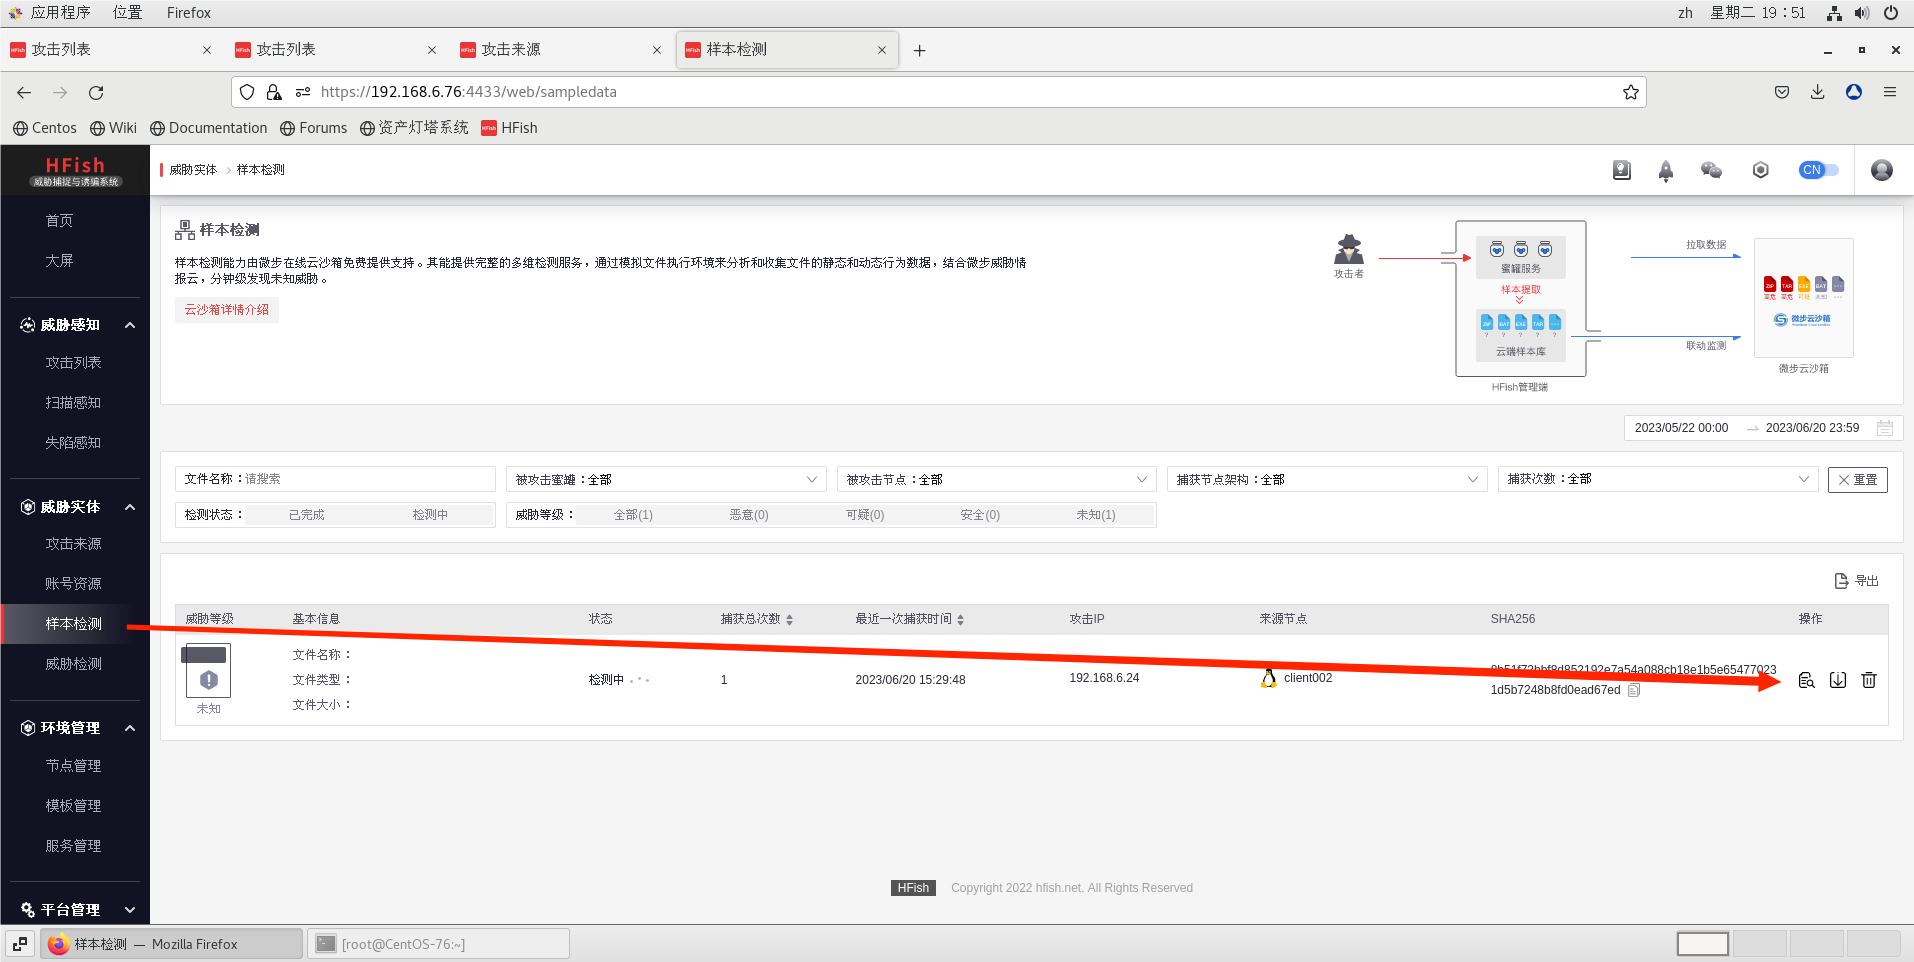 应用程序 位置 Firefox zh 星期二 19：51
攻击列表 攻击列表 攻击来源 样本检测
https://192.168.6.76:4433/web/sampledata
Centos Wiki Documentation Forums 资产灯塔系统 HFish
HFish
威胁捕捉与诱骗系统
威胁实体 > 样本检测
CN
首页
大屏
威胁感知
攻击列表
扫描感知
失陷感知
威胁实体
攻击来源
账号资源
样本检测
威胁检测
环境管理
节点管理
模板管理
服务管理
平台管理
样本检测
样本检测能力由微步在线云沙箱免费提供支持。其能提供完整的多维检测服务，通过模拟文件执行环境来分析和收集文件的静态和动态行为数据，结合微步威胁情
报云，分钟级发现未知威胁。
云沙箱详情介绍
攻击者
蜜罐服务
样本提取
ZIP BAT EXE TAR ...
? ? ? ? ?
云端样本库
HFish管理端
拉取数据
联动监测
ZIP TAR EXE BAT ...
高危 高危 可疑 未知 ...
微步云沙箱
微步云沙箱
2023/05/22 00:00 → 2023/06/20 23:59
文件名称：请搜索 被攻击蜜罐：全部 被攻击节点：全部 捕获节点架构：全部 捕获次数：全部 重置
检测状态： 已完成 检测中 威胁等级： 全部(1) 恶意(0) 可疑(0) 安全(0) 未知(1)
导出
威胁等级 基本信息 状态 捕获总次数 最近一次捕获时间 攻击IP 来源节点 SHA256 操作
未知
文件名称：
文件类型：
文件大小：
检测中 1 2023/06/20 15:29:48 192.168.6.24 client002
1d5b7248b8fd0ead67ed
HFish Copyright 2022 hfish.net. All Rights Reserved
样本检测 — Mozilla Firefox [root@CentOS-76:~]